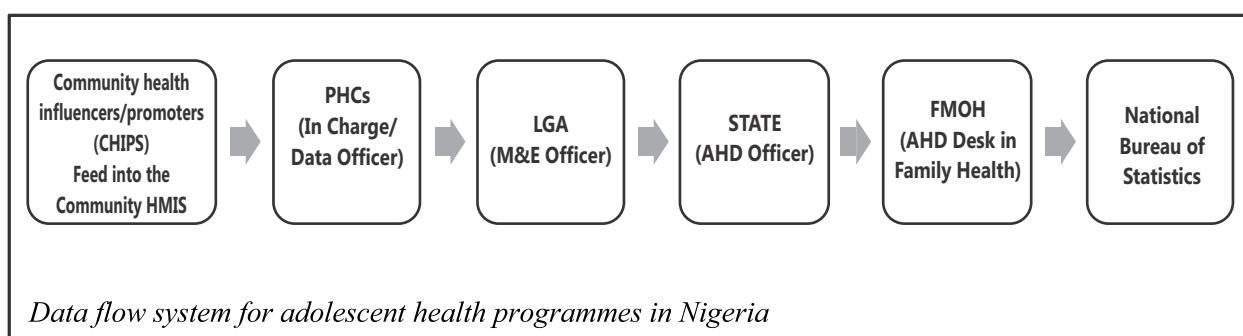 Community health
influencers/promoters
(CHIPS)
Feed into the
Community HMIS
PHCs
(In Charge/
Data Officer)
LGA
(M&E Officer)
STATE
(AHD Officer)
FMOH
(AHD Desk in
Family Health)
National
Bureau of
Statistics
Data flow system for adolescent health programmes in Nigeria